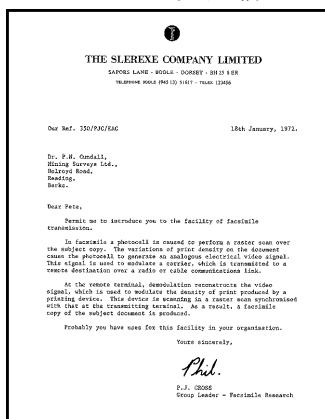 THE SLEREXE COMPANY LIMITED
SAPORS LANE - BOOLE - DORSET - BH 25 8 ER
TELEPHONE BOOLE (945 13) 51617 - TELEX 123456
Our Ref. 350/PJC/EAC 18th January, 1972.
Dr. P.N. Cundall,
Mining Surveys Ltd.,
Holroyd Road,
Reading,
Berks.
Dear Pete,
Permit me to introduce you to the facility of facsimile
transmission.
In facsimile a photocell is caused to perform a raster scan over
the subject copy. The variations of print density on the document
cause the photocell to generate an analogous electrical video signal.
This signal is used to modulate a carrier, which is transmitted to a
remote destination over a radio or cable communications link.
At the remote terminal, demodulation reconstructs the video
signal, which is used to modulate the density of print produced by a
printing device. This device is scanning in a raster scan synchronised
with that at the transmitting terminal. As a result, a facsimile
copy of the subject document is produced.
Probably you have uses for this facility in your organisation.
Yours sincerely,
Phil.
P.J. CROSS
Group Leader - Facsimile Research